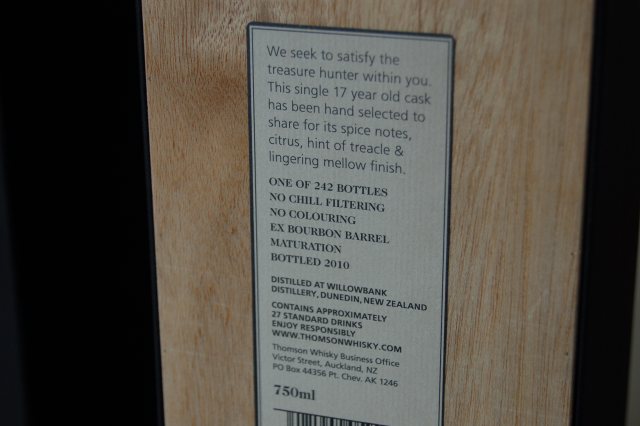 We seek to satisfy the
treasure hunter within you.
This single 17 year old cask
has been hand selected to
share for its spice notes,
citrus, hint of treacle &
lingering mellow finish.
ONE OF 242 BOTTLES
NO CHILL FILTERING
NO COLOURING
EX BOURBON BARREL
MATURATION
BOTTLED 2010
DISTILLED AT WILLOWBANK
DISTILLERY, DUNEDIN, NEW ZEALAND
CONTAINS APPROXIMATELY
27 STANDARD DRINKS
ENJOY RESPONSIBLY
WWW.THOMSONWHISKY.COM
Thomson Whisky Business Office
Victor Street, Auckland, NZ
PO Box 44356 Pt. Chev. AK 1246
750ml